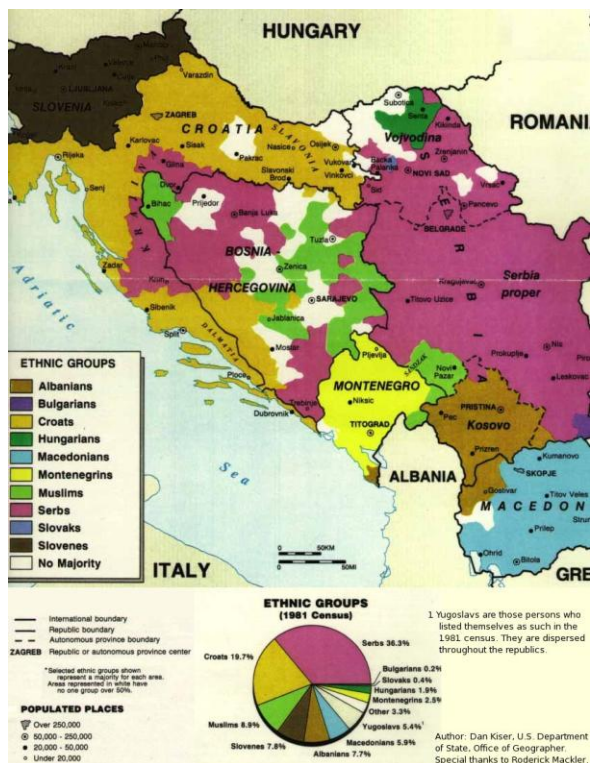 HUNGARY
Varazdin
LJUBLJANA
SLOVENIA
ZAGREB
CROATIA
SLAVONIA
Subotica
Senta
Kikinda
ROMANIA
Vojvodina
Karlovac
Sisak
Nasice
Osijek
Rijeka
Glina
Pakrac
Vukovar
Backa
Palanka
Zrenjanin
NOVI SAD
Slavonski
Brod
Vinkovci
Sid
Vrsac
Senj
Dvor
KRAJINA
Bihac
Prijedor
Banja Luka
Pancevo
BELGRADE
Tuzla
BOSNIA -
HERCEGOVINA
Zenica
SERBIA
Serbia
proper
Zadar
Knin
Kragujevac
SARAJEVO
Titovo Uzice
Adriatic
Sea
Sibenik
Jablanica
Split
DALMATIA
Mostar
Pljevlja
SANDZAK
Novi
Pazar
Prokuplje
Nis
Leskovac
Ploce
MONTENEGRO
Niksic
PRISTINA
Pec
Kosovo
Trebinje
Dubrovnik
TITOGRAD
Prizren
Kumanovo
ALBANIA
SKOPJE
Gostivar
Titov Veles
MACEDON
Prilep
Ohrid
Bitola
ITALY
GRE
50KM
50MI
ETHNIC GROUPS
Albanians
Bulgarians
Croats
Hungarians
Macedonians
Montenegrins
Muslims
Serbs
Slovaks
Slovenes
No Majority
International boundary
Republic boundary
Autonomous province boundary
ZAGREB Republic or autonomous province center
*Selected ethnic groups shown
represent a majority for each area.
Areas represented in white have
no one group over 50%.
POPULATED PLACES
Over 250,000
50,000 - 250,000
20,000 - 50,000
Under 20,000
ETHNIC GROUPS
(1981 Census)
Serbs 36.3%
Croats 19.7%
Bulgarians 0.2%
Slovaks 0.4%
Hungarians 1.9%
Montenegrins 2.5%
Other 3.3%
Yugoslavs 5.4%¹
Macedonians 5.9%
Albanians 7.7%
Slovenes 7.8%
Muslims 8.9%
1 Yugoslavs are those persons who
listed themselves as such in the
1981 census. They are dispersed
throughout the republics.
Author: Dan Kiser, U.S. Department
of State, Office of Geographer.
Special thanks to Roderick Mackler.